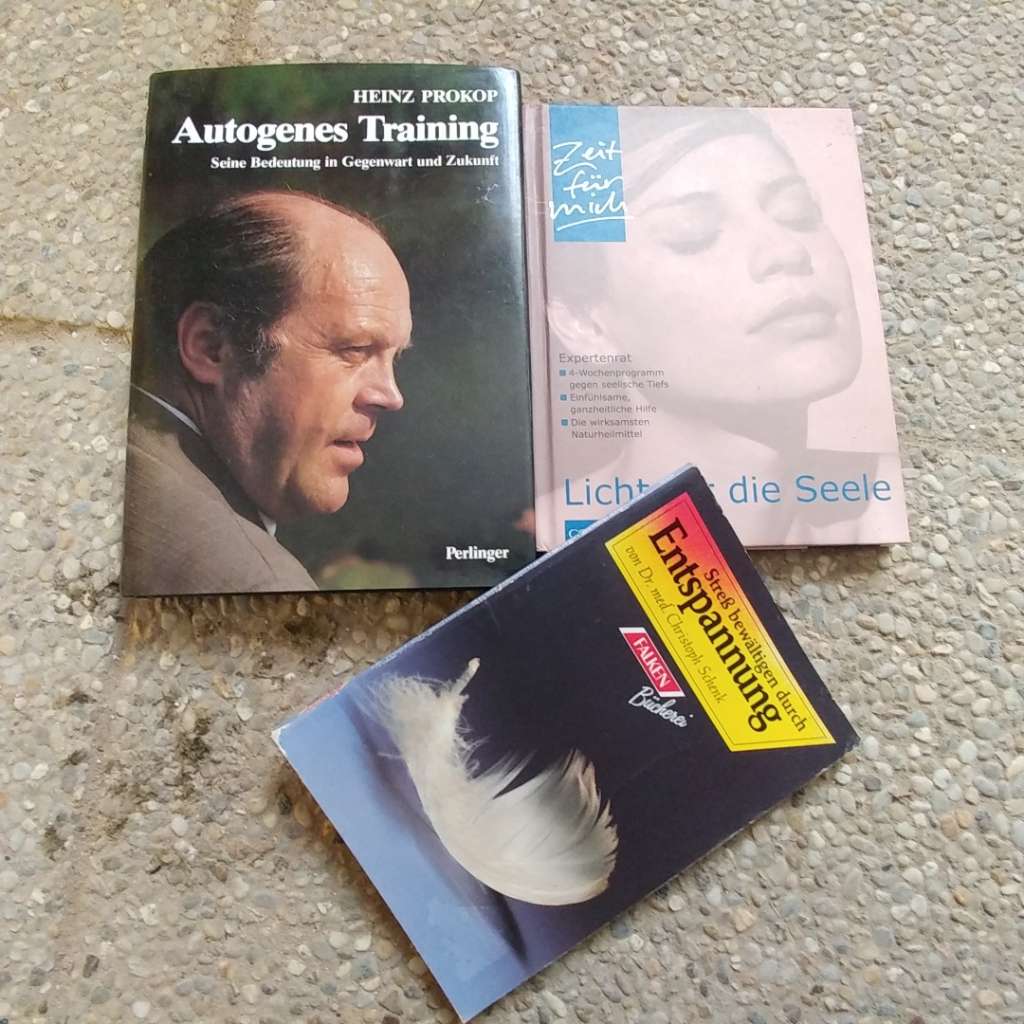 HEINZ PROKOP
Autogenes Training
Seine Bedeutung in Gegenwart und Zukunft
Perlinger
Zeit
für
mich
Expertenrat
4-Wochenprogramm
gegen seelische Tiefs
Einfühlsame,
ganzheitliche Hilfe
Die wirksamsten
Naturheilmittel
Licht die Seele
Streß bewältigen durch
Entspannung
von Dr. med. Christoph Schenk
FALKEN
Bücherei